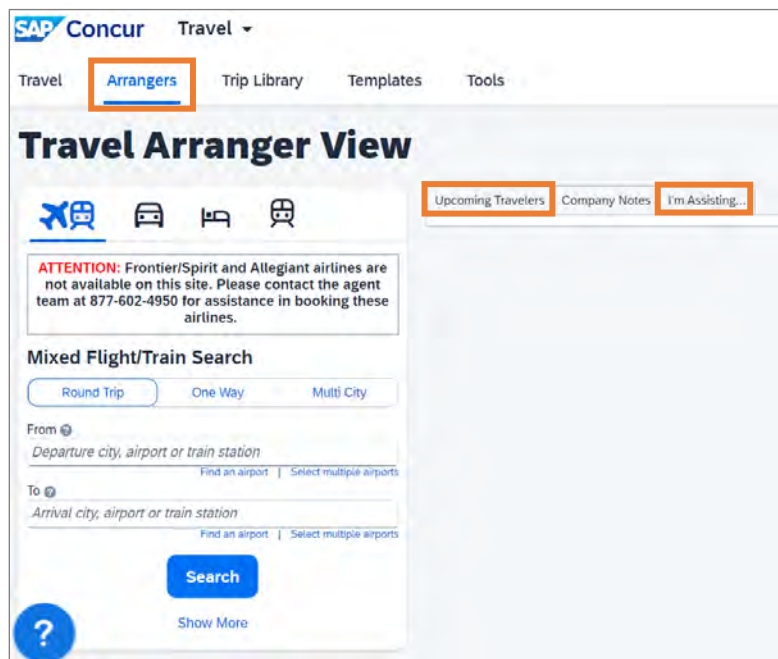 SAP Concur Travel
Travel Arrangers Trip Library Templates Tools
Travel Arranger View
Upcoming Travelers Company Notes I'm Assisting...
ATTENTION: Frontier/Spirit and Allegiant airlines are
not available on this site. Please contact the agent
team at 877-602-4950 for assistance in booking these
airlines.
Mixed Flight/Train Search
Round Trip One Way Multi City
From ?
Departure city, airport or train station
Find an airport | Select multiple airports
To ?
Arrival city, airport or train station
Find an airport | Select multiple airports
Search
Show More
?